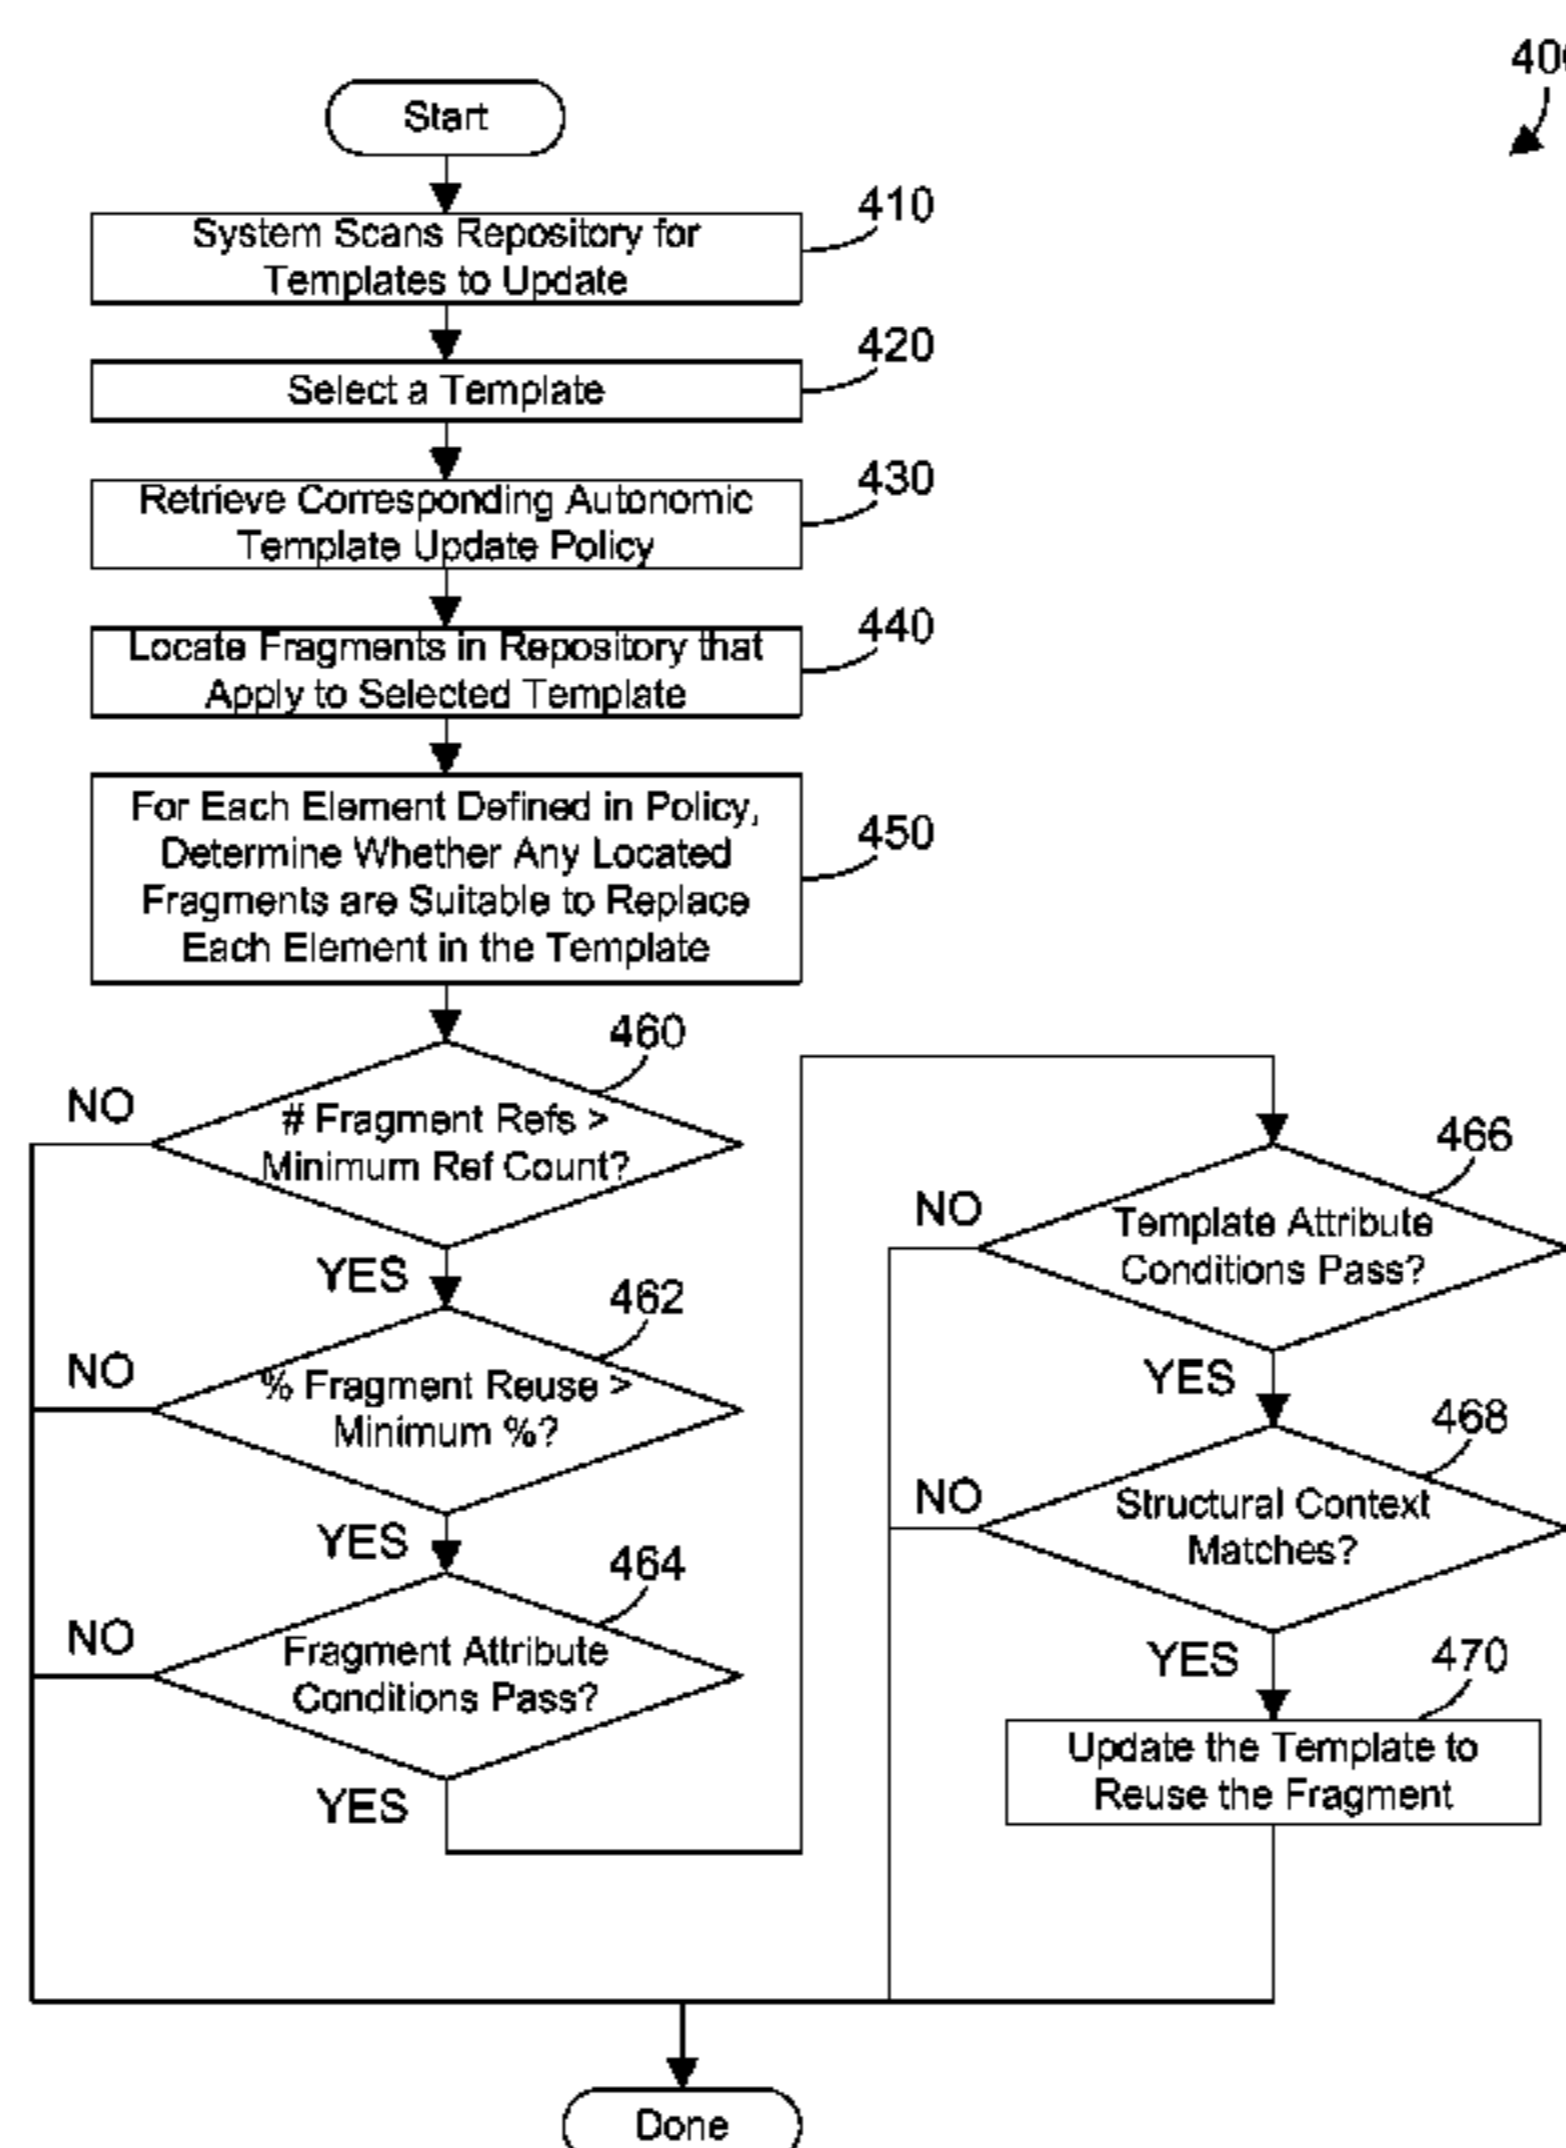 Start
System Scans Repository for
Templates to Update
410
Select a Template
420
Retrieve Corresponding Autonomic
Template Update Policy
430
Locate Fragments in Repository that
Apply to Selected Template
440
For Each Element Defined in Policy,
Determine Whether Any Located
Fragments are Suitable to Replace
Each Element in the Template
450
460
NO
# Fragment Refs >
Minimum Ref Count?
YES
462
NO
% Fragment Reuse >
Minimum %?
YES
464
NO
Fragment Attribute
Conditions Pass?
YES
466
NO
Template Attribute
Conditions Pass?
YES
468
NO
Structural Context
Matches?
YES
470
Update the Template to
Reuse the Fragment
Done